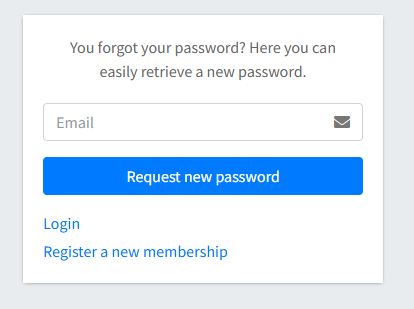 You forgot your password? Here you can
easily retrieve a new password.
Email
Request new password
Login
Register a new membership